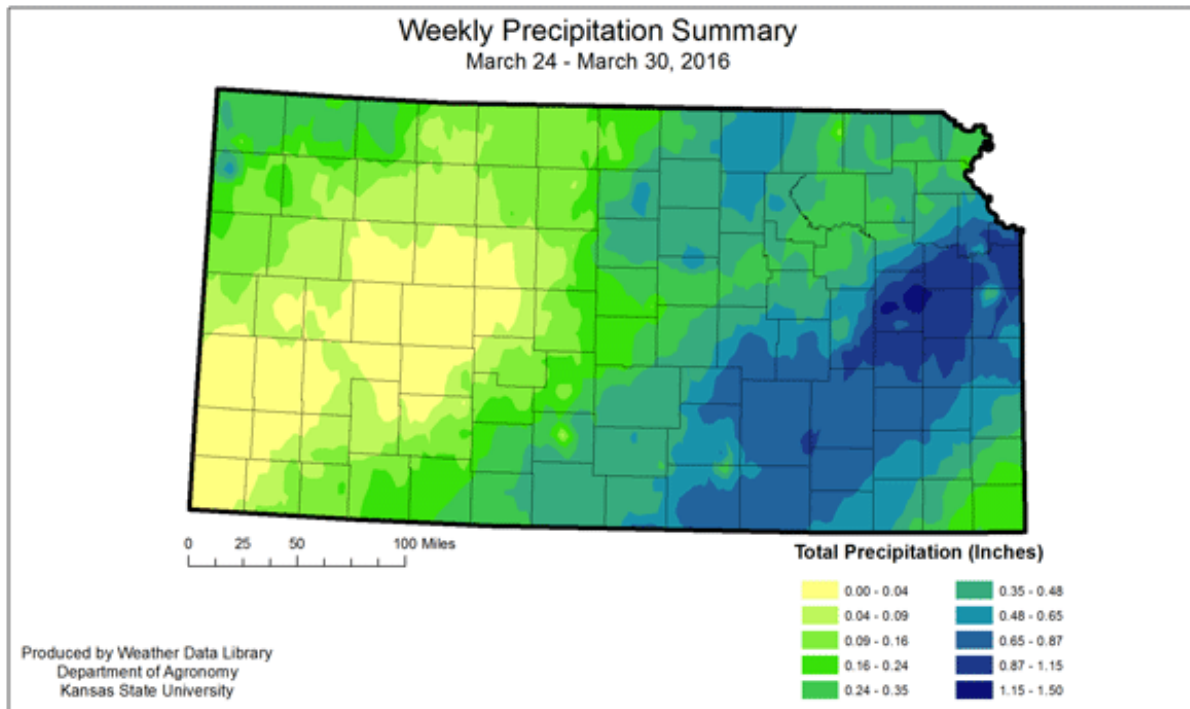 Weekly Precipitation Summary
March 24 - March 30, 2016
0 25 50 100 Miles
Total Precipitation (Inches)
0.00 - 0.04
0.04 - 0.09
0.09 - 0.16
0.16 - 0.24
0.24 - 0.35
0.35 - 0.48
0.48 - 0.65
0.65 - 0.87
0.87 - 1.15
1.15 - 1.50
Produced by Weather Data Library
Department of Agronomy
Kansas State University